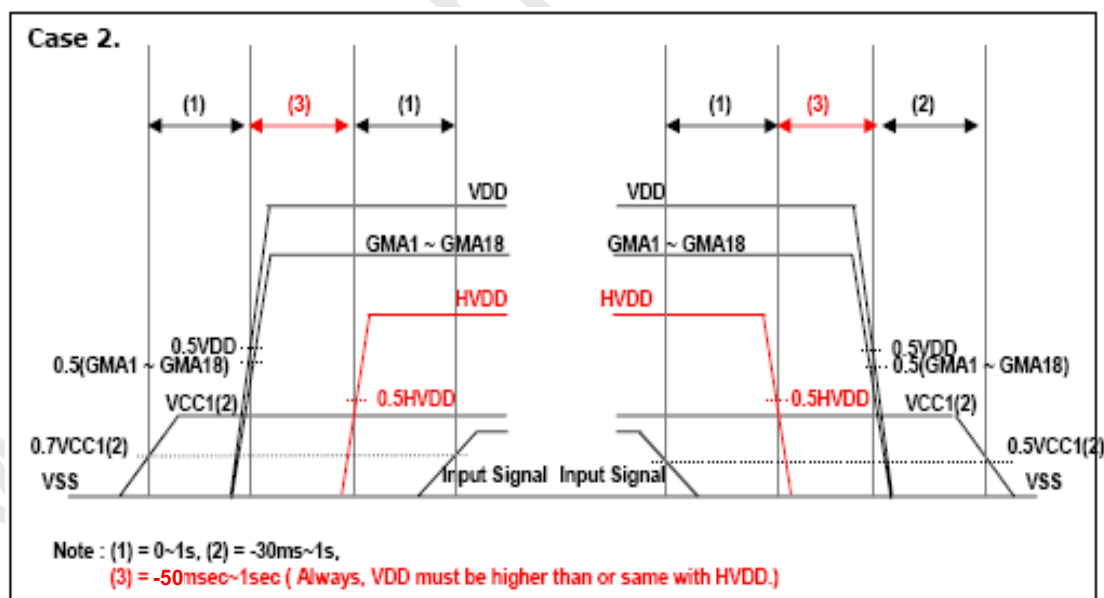 Case 2.
(1) (3) (1) (1) (3) (2)
VDD VDD
GMA1 ~ GMA18 GMA1 ~ GMA18
HVDD HVDD
0.5VDD 0.5VDD
0.5(GMA1 ~ GMA18) 0.5(GMA1 ~ GMA18)
VCC1(2) 0.5HVDD 0.5HVDD VCC1(2)
0.7VCC1(2) 0.5VCC1(2)
VSS Input Signal Input Signal VSS
Note : (1) = 0~1s, (2) = -30ms~1s,
(3) = -50msec~1sec ( Always, VDD must be higher than or same with HVDD.)